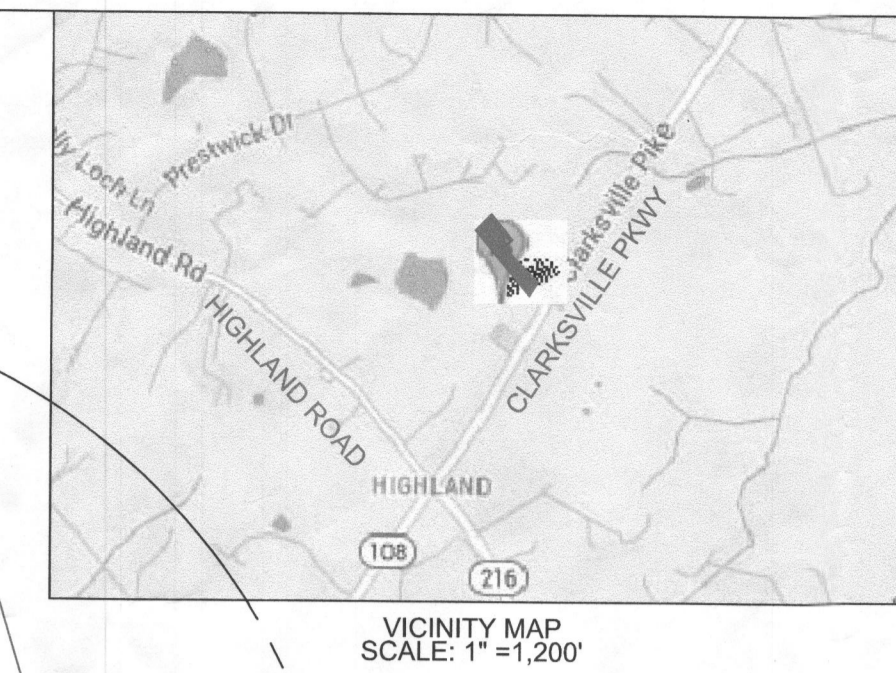 Prestwick Dr
Loch Ln
Highland Rd
HIGHLAND ROAD
Clarksville Pike
CLARKSVILLE PKWY
HIGHLAND
108
216
VICINITY MAP
SCALE: 1" =1,200'